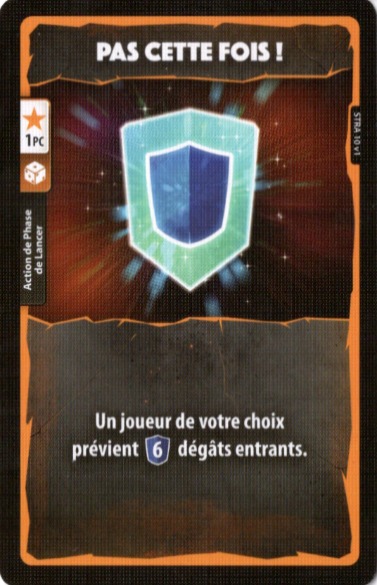 PAS CETTE FOIS !
1PC
STRA 10 v1
Action de Phase
de Lancer
Un joueur de votre choix
prévient 6 dégâts entrants.